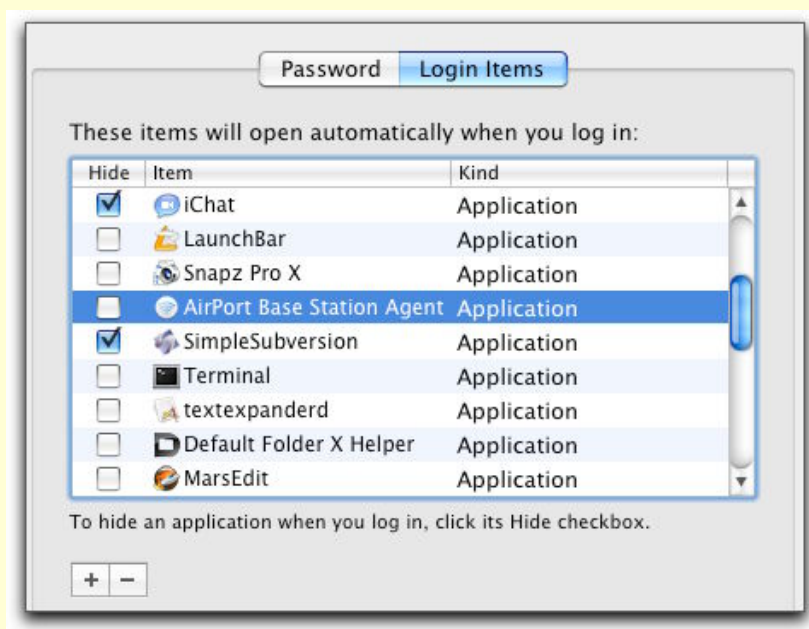 Password Login Items
These items will open automatically when you log in:
Hide Item Kind
iChat Application
LaunchBar Application
Snapz Pro X Application
AirPort Base Station Agent Application
SimpleSubversion Application
Terminal Application
textexpanderd Application
Default Folder X Helper Application
MarsEdit Application
To hide an application when you log in, click its Hide checkbox.
+ −